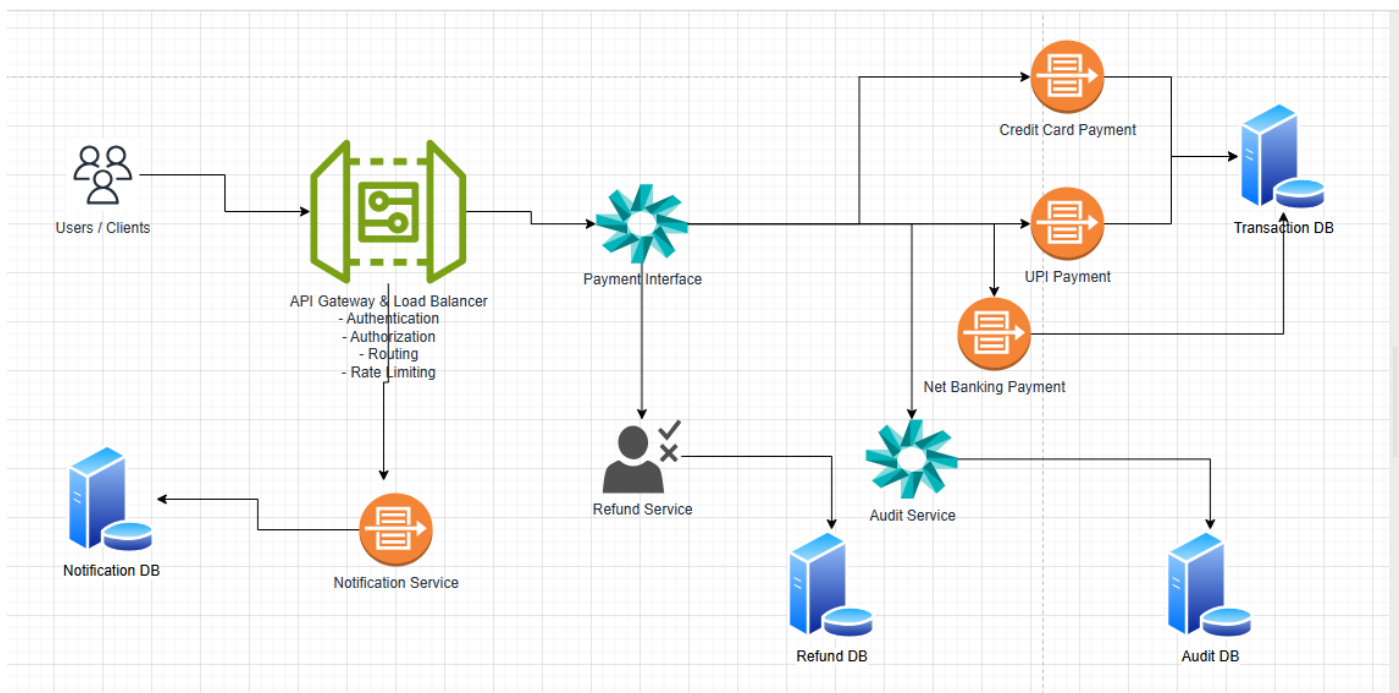 Credit Card Payment
Users / Clients
Transaction DB
UPI Payment
Payment Interface
API Gateway & Load Balancer
- Authentication
- Authorization
- Routing
- Rate Limiting
Net Banking Payment
Refund Service
Audit Service
Notification DB
Notification Service
Refund DB
Audit DB